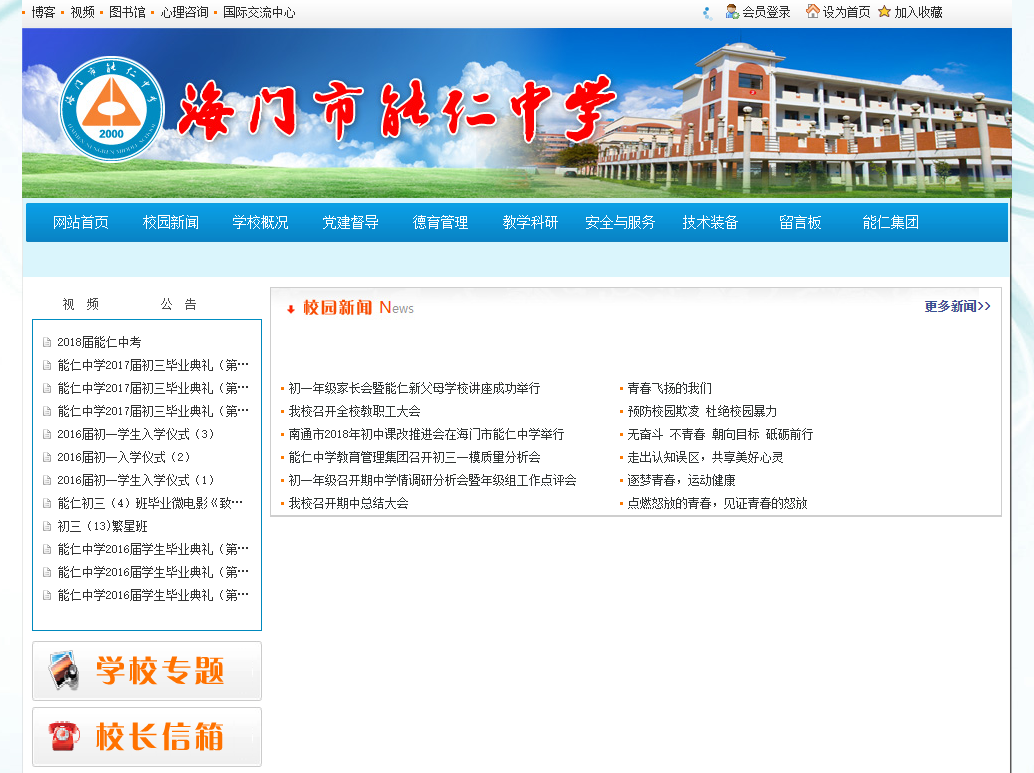 博客 视频 图书馆 心理咨询 国际交流中心 会员登录 设为首页 加入收藏
海门市能仁中学
海门市能仁中学
2000
网站首页 校园新闻 学校概况 党建督导 德育管理 教学科研 安全与服务 技术装备 留言板 能仁集团
视 频 公 告
2018届能仁中考
能仁中学2017届初三毕业典礼（第…
能仁中学2017届初三毕业典礼（第…
能仁中学2017届初三毕业典礼（第…
2016届初一学生入学仪式（3）
2016届初一入学仪式（2）
2016届初一学生入学仪式（1）
能仁初三（4）班毕业微电影《致…
初三（13)繁星班
能仁中学2016届学生毕业典礼（第…
能仁中学2016届学生毕业典礼（第…
能仁中学2016届学生毕业典礼（第…
学校专题
校长信箱
校园新闻 News 更多新闻>>
初一年级家长会暨能仁新父母学校讲座成功举行
我校召开全校教职工大会
南通市2018年初中课改推进会在海门市能仁中学举行
能仁中学教育管理集团召开初三一模质量分析会
初一年级召开期中学情调研分析会暨年级组工作点评会
我校召开期中总结大会
青春飞扬的我们
预防校园欺凌 杜绝校园暴力
无奋斗 不青春 朝向目标 砥砺前行
走出认知误区，共享美好心灵
逐梦青春，运动健康
点燃怒放的青春，见证青春的怒放